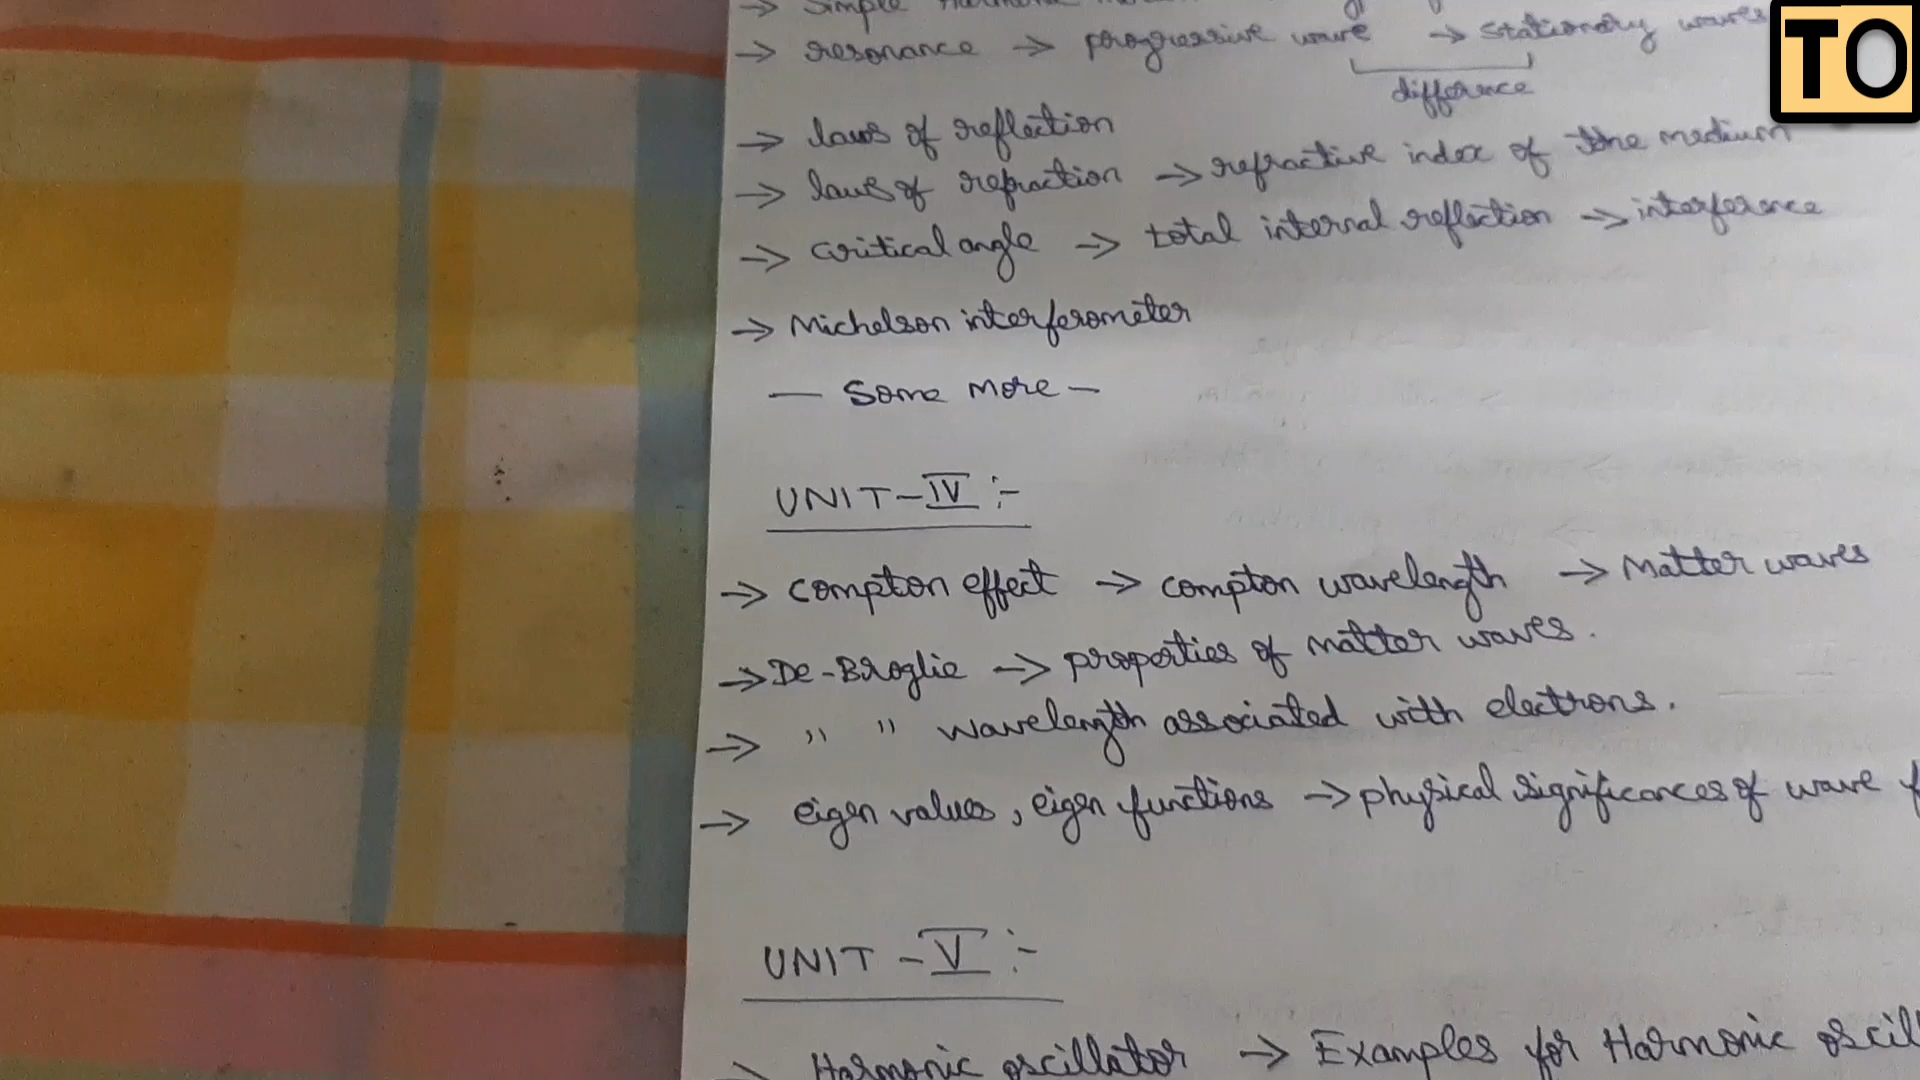 → Simple
→ resonance → progressive wave → stationary waves
difference
→ laws of reflection
→ laws of refraction → refractive index of the medium
→ critical angle → total internal reflection → interference
→ Michelson interferometer
— Some more —
UNIT-IV :-
→ compton effect → compton wavelength → Matter waves
→ De-Broglie → properties of matter waves.
→ " " wavelength associated with electrons.
→ eigen values, eigen functions → physical significances of wave
UNIT-V :-
Harmonic oscillator → Examples for Harmonic
TO